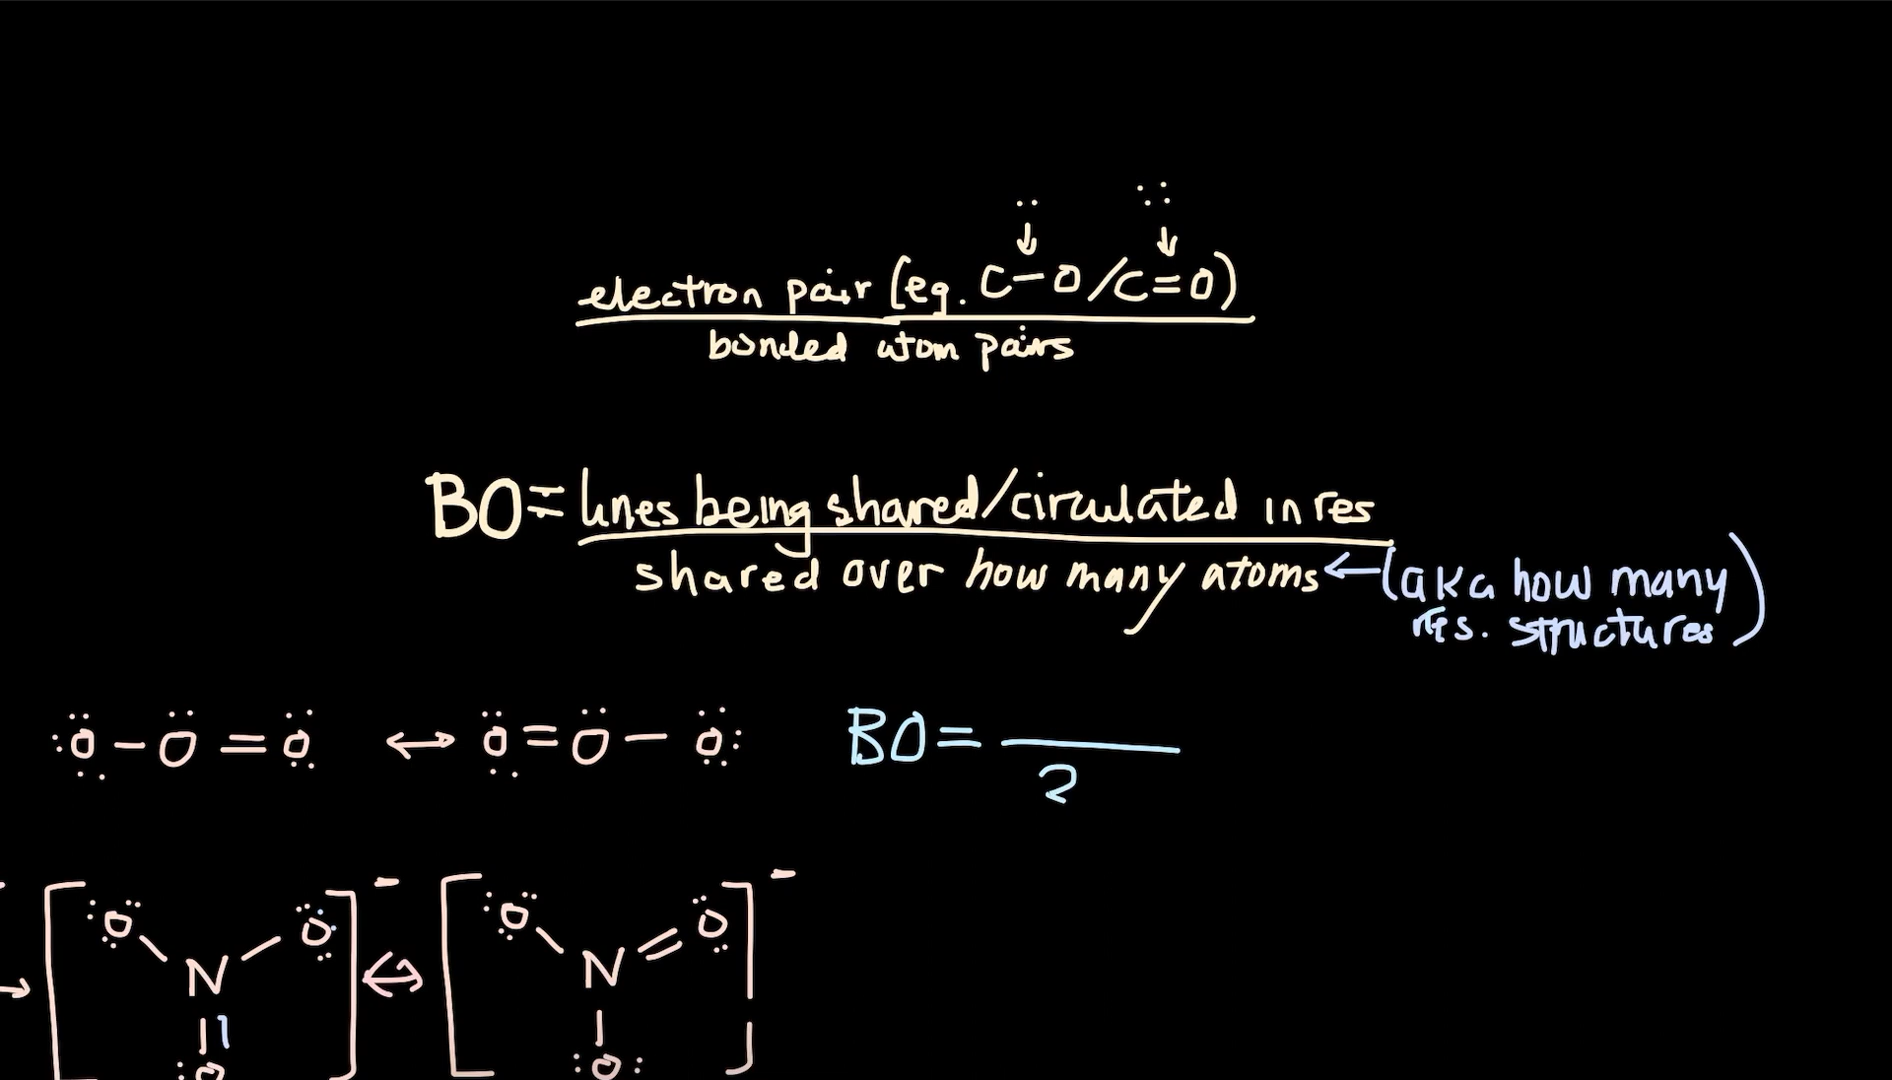 electron pair (eg. C-O/C=O)
bonded atom pairs
BO= lines being shared/circulated in res
shared over how many atoms ← (aka how many
res. structures)
:O - O = O ↔ O = O - O: BO= ___
2
:O O - :O O -
N ↔ N
O :O: